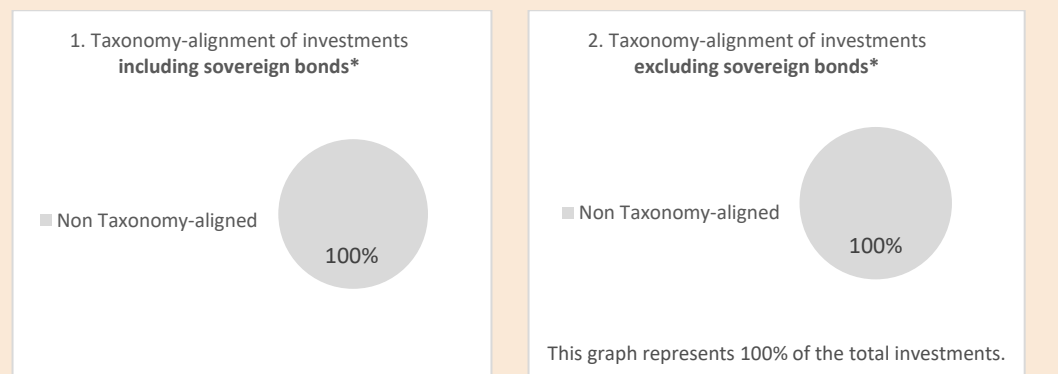 1. Taxonomy-alignment of investments
including sovereign bonds*
Non Taxonomy-aligned
100%
2. Taxonomy-alignment of investments
excluding sovereign bonds*
Non Taxonomy-aligned
100%
This graph represents 100% of the total investments.